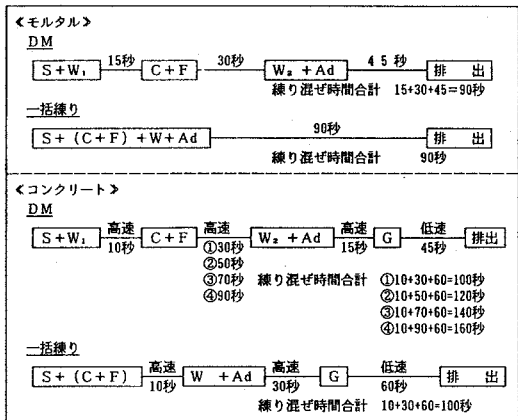 ≪モルタル≫
DM
S+W₁ 15秒 C+F 30秒 W₂+Ad 45秒 排出
練り混ぜ時間合計 15+30+45=90秒
一括練り
S+(C+F)+W+Ad 90秒 排出
練り混ぜ時間合計 90秒
≪コンクリート≫
DM
S+W₁ 高速 10秒 C+F 高速 W₂+Ad 高速 15秒 G 低速 45秒 排出
①30秒
②50秒
③70秒
④90秒
練り混ぜ時間合計 ①10+30+60=100秒
②10+50+60=120秒
③10+70+60=140秒
④10+90+60=160秒
一括練り
S+(C+F) 高速 10秒 W+Ad 高速 30秒 G 低速 60秒 排出
練り混ぜ時間合計 10+30+60=100秒